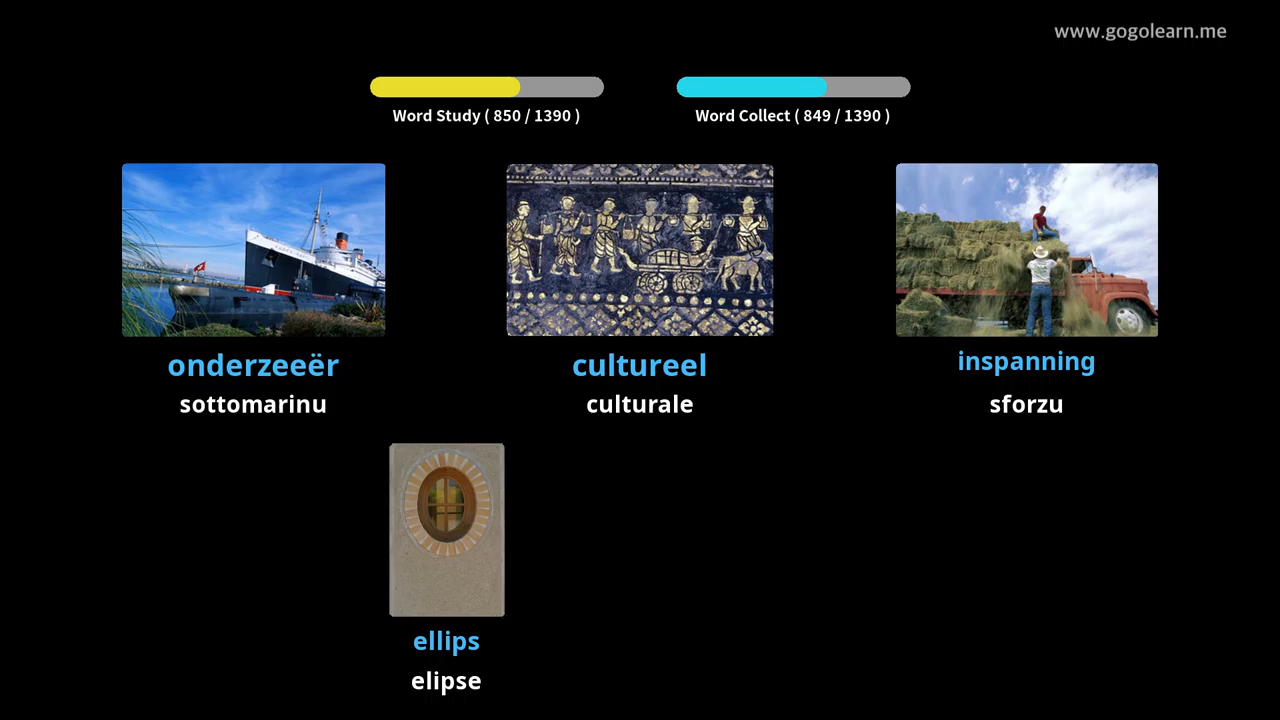 www.gogolearn.me
Word Study ( 850 / 1390 )
Word Collect ( 849 / 1390 )
onderzeeër
sottomarinu
cultureel
culturale
inspanning
sforzu
ellips
elipse